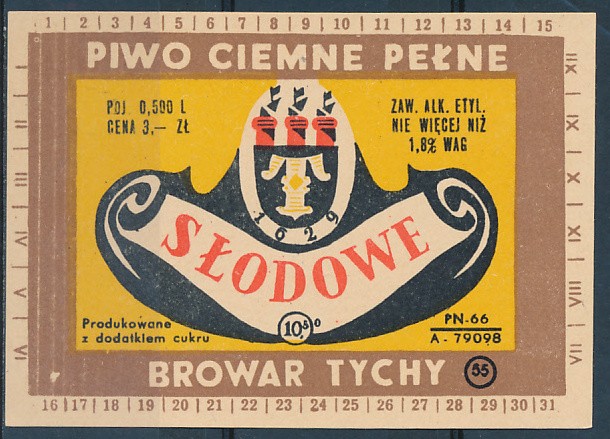 1 | 2 | 3 | 4 | 5 | 6 | 7 | 8 | 9 | 10 | 11 | 12 | 13 | 14 | 15
PIWO CIEMNE PEŁNE
POJ. 0,500 L
CENA 3,— ZŁ
ZAW. ALK. ETYL.
NIE WIĘCEJ NIŻ
1,8% WAG
I | II | III | IV | V | VI
XII | X | XI | IX | VIII | VII
1629
SŁODOWE
10,5°
Produkowane
z dodatkiem cukru
PN-66
A-79098
BROWAR TYCHY 55
16 | 17 | 18 | 19 | 20 | 21 | 22 | 23 | 24 | 25 | 26 | 27 | 28 | 29 | 30 | 31